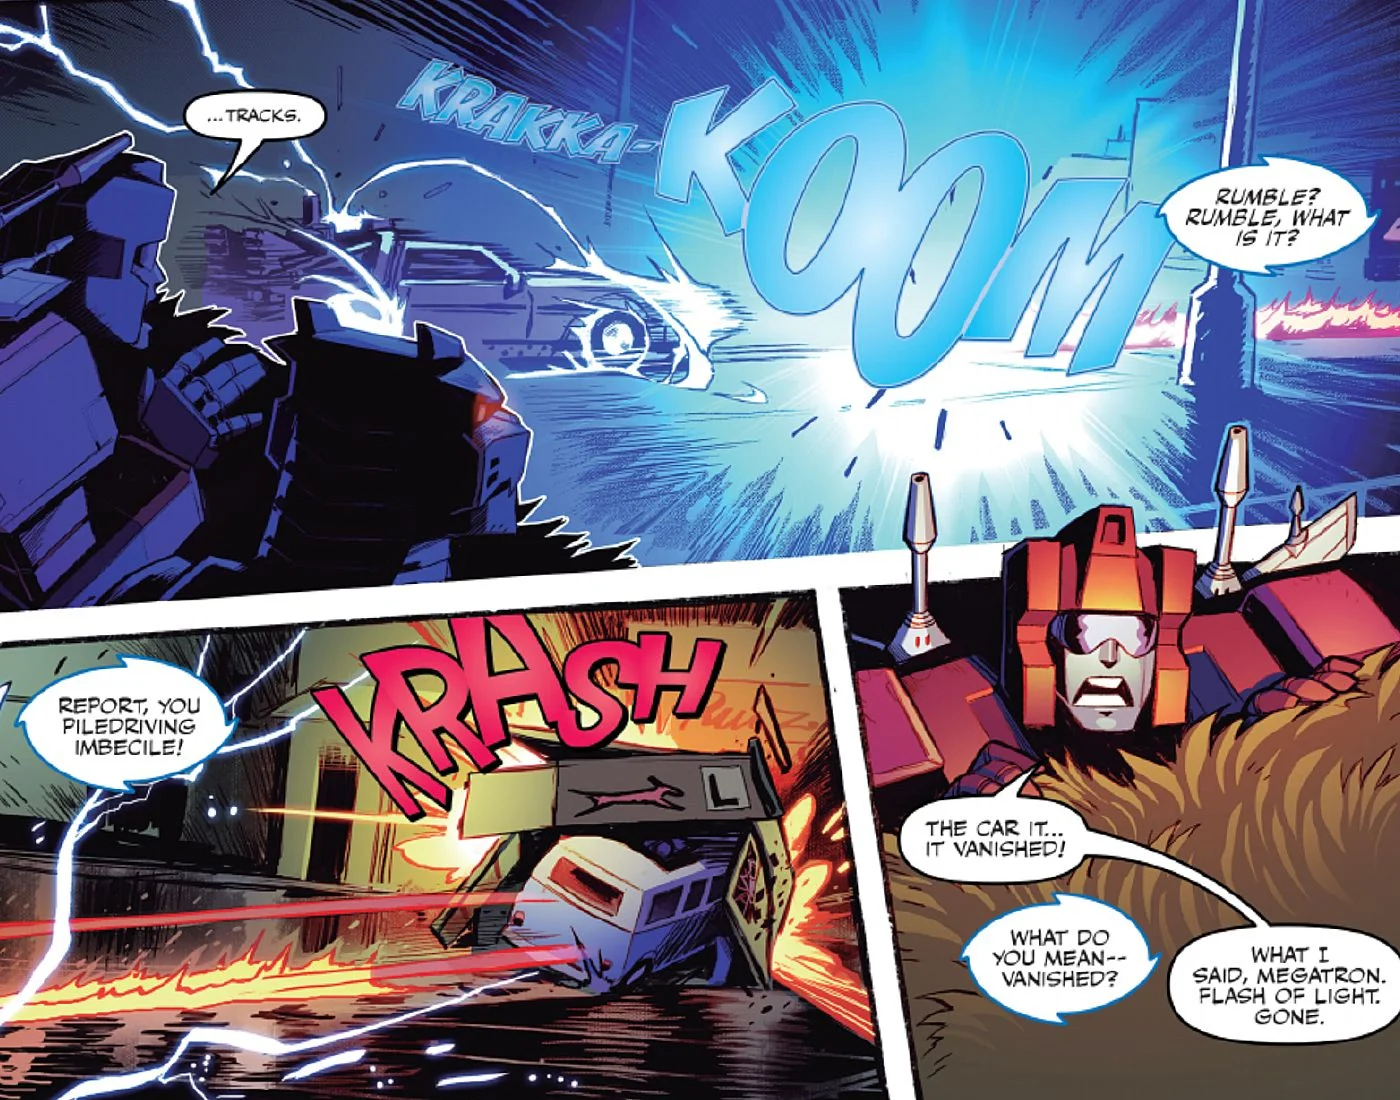 ...TRACKS.
KRAKKA-
KOOM
RUMBLE?
RUMBLE, WHAT
IS IT?
REPORT, YOU
PILEDRIVING
IMBECILE!
KRASH
L
THE CAR IT...
IT VANISHED!
WHAT DO
YOU MEAN--
VANISHED?
WHAT I
SAID, MEGATRON.
FLASH OF LIGHT.
GONE.